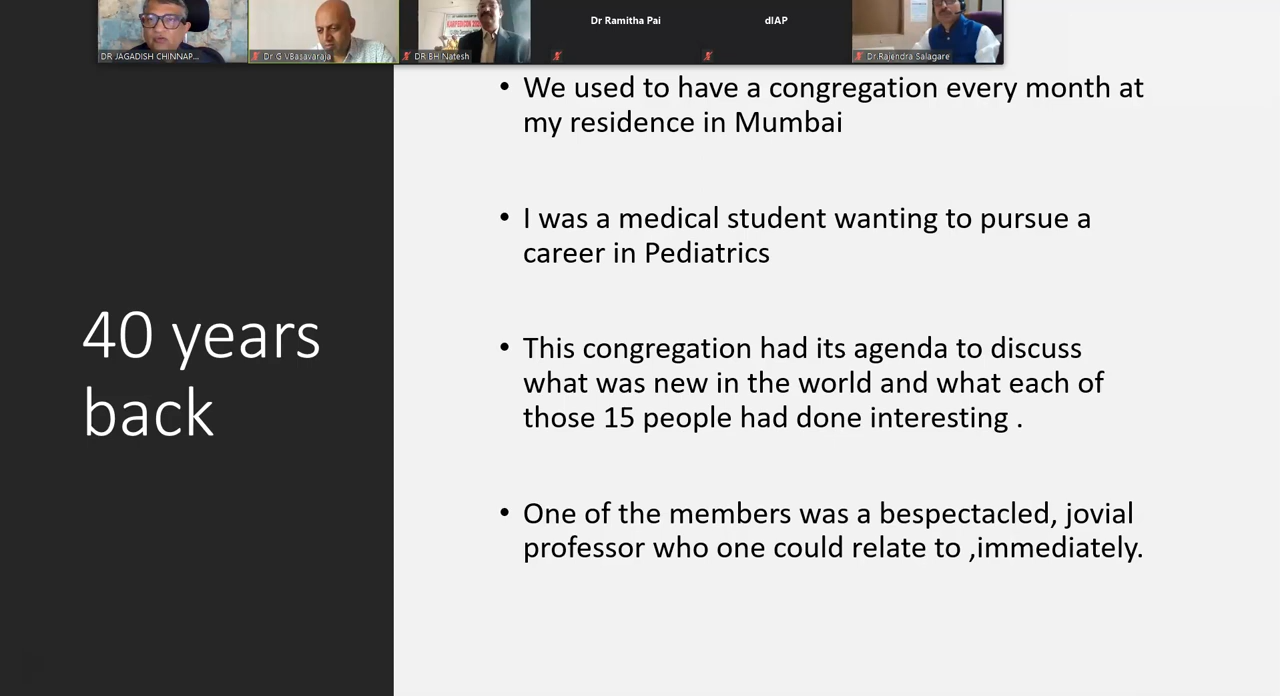 Dr Ramitha Pai
dIAP
DR JAGADISH CHINNAP...
Dr G VBasavaraja
DR BH Natesh
Dr.Rajendra Salagare
• We used to have a congregation every month at
my residence in Mumbai
• I was a medical student wanting to pursue a
career in Pediatrics
• This congregation had its agenda to discuss
what was new in the world and what each of
those 15 people had done interesting .
• One of the members was a bespectacled, jovial
professor who one could relate to ,immediately.
40 years
back